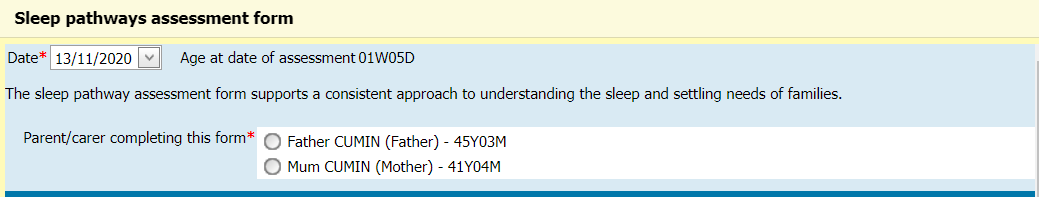 Sleep pathways assessment form
Date* 13/11/2020 Age at date of assessment 01W05D
The sleep pathway assessment form supports a consistent approach to understanding the sleep and settling needs of families.
Parent/carer completing this form* Father CUMIN (Father) - 45Y03M
Mum CUMIN (Mother) - 41Y04M